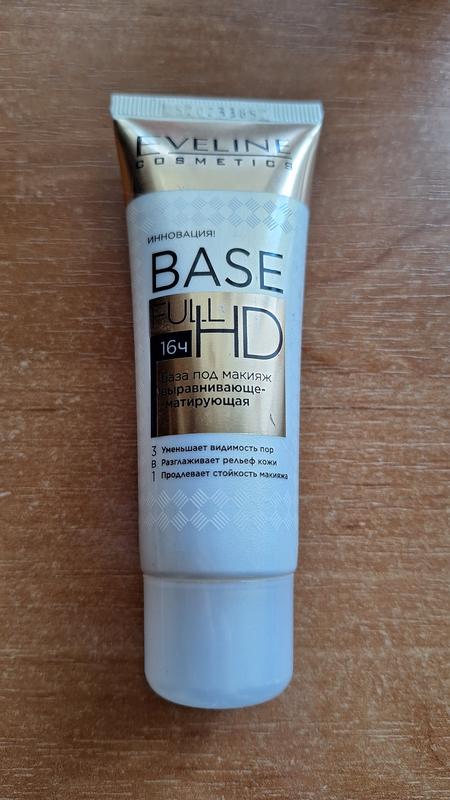 EVELINE
COSMETICS
ИННОВАЦИЯ!
BASE
FULL
HD
16ч
база под макияж
выравнивающе-
-матирующая
3 Уменьшает видимость пор
в Разглаживает рельеф кожи
1 Продлевает стойкость макияжа